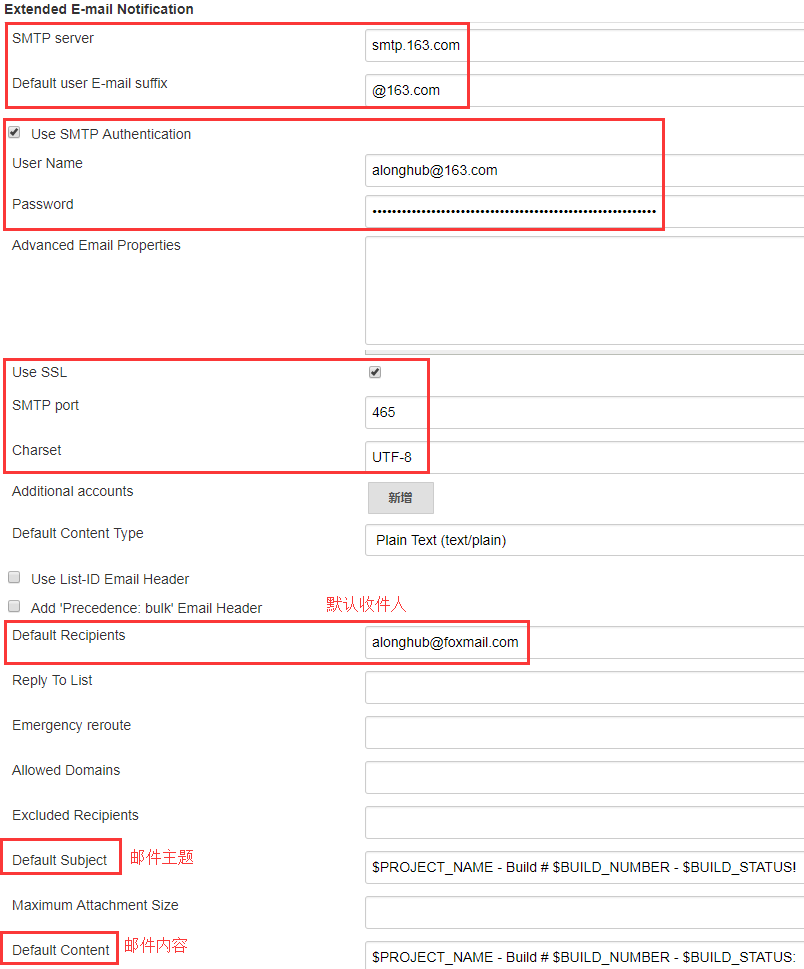 Extended E-mail Notification
SMTP server
smtp.163.com
Default user E-mail suffix
@163.com
Use SMTP Authentication
User Name
alonghub@163.com
Password
Advanced Email Properties
Use SSL
SMTP port
465
Charset
UTF-8
Additional accounts
新增
Default Content Type
Plain Text (text/plain)
Use List-ID Email Header
Add 'Precedence: bulk' Email Header
默认收件人
Default Recipients
alonghub@foxmail.com
Reply To List
Emergency reroute
Allowed Domains
Excluded Recipients
Default Subject
邮件主题
$PROJECT_NAME - Build # $BUILD_NUMBER - $BUILD_STATUS!
Maximum Attachment Size
Default Content
邮件内容
$PROJECT_NAME - Build # $BUILD_NUMBER - $BUILD_STATUS: